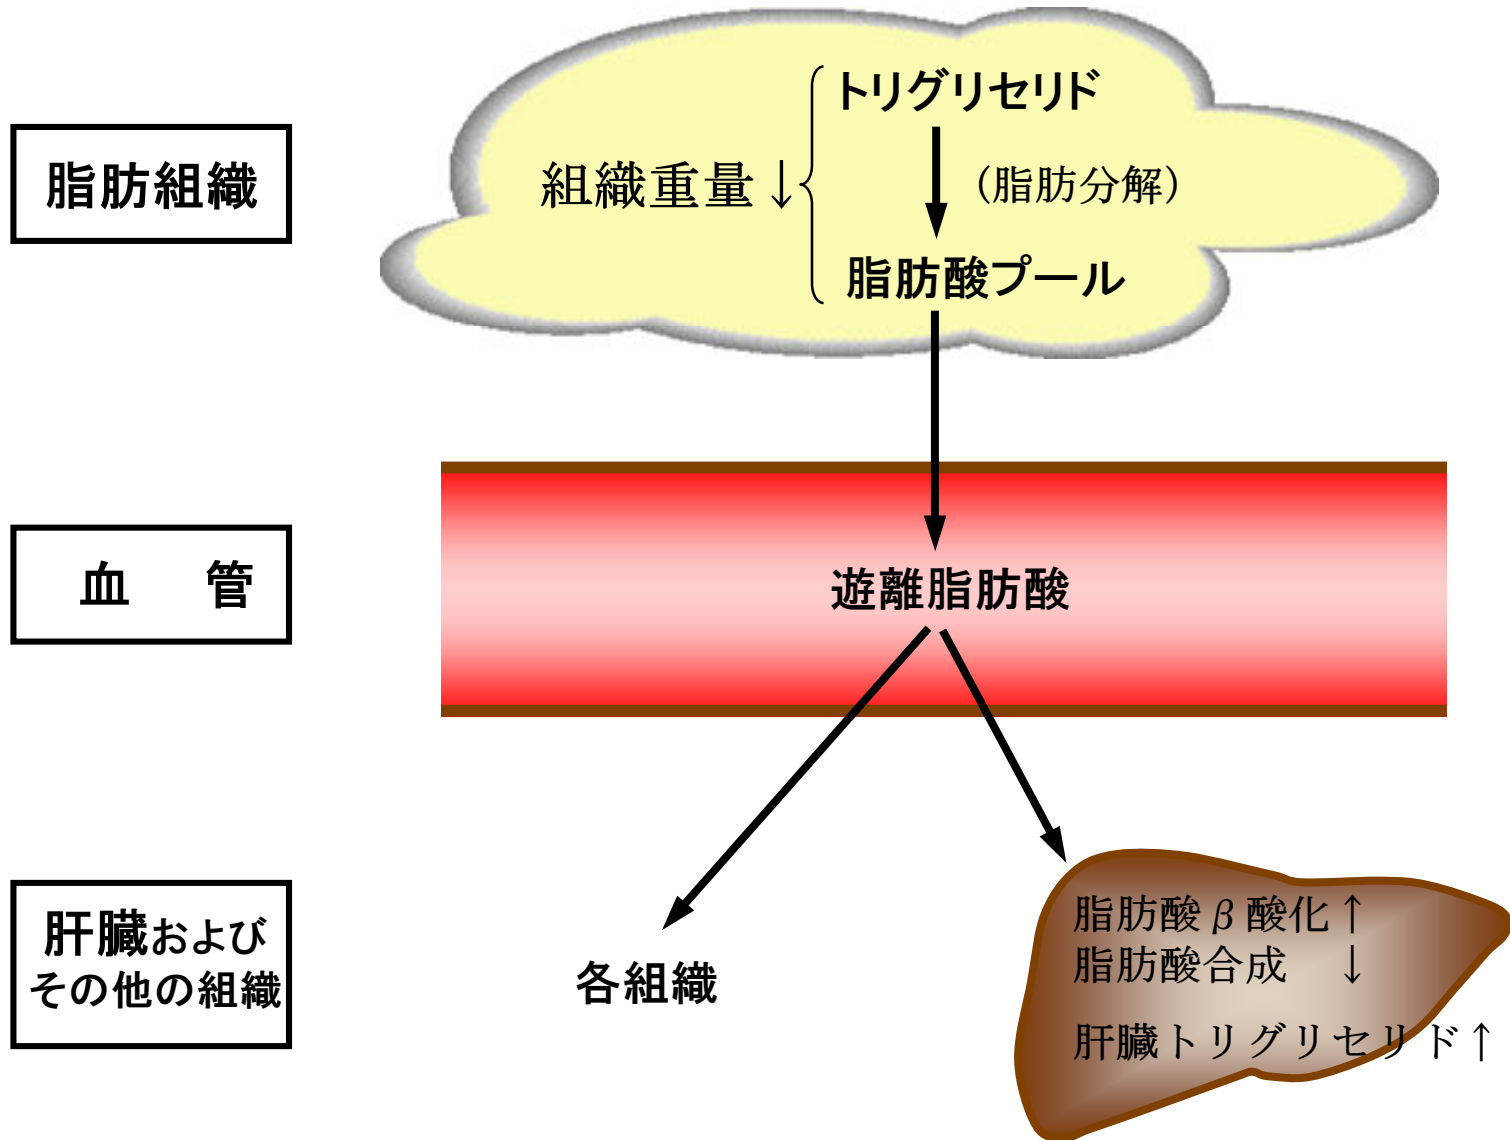 トリグリセリド
脂肪組織
組織重量↓
(脂肪分解)
脂肪酸プール
血 管
遊離脂肪酸
肝臓および
その他の組織
各組織
脂肪酸β酸化↑
脂肪酸合成 ↓
肝臓トリグリセリド↑